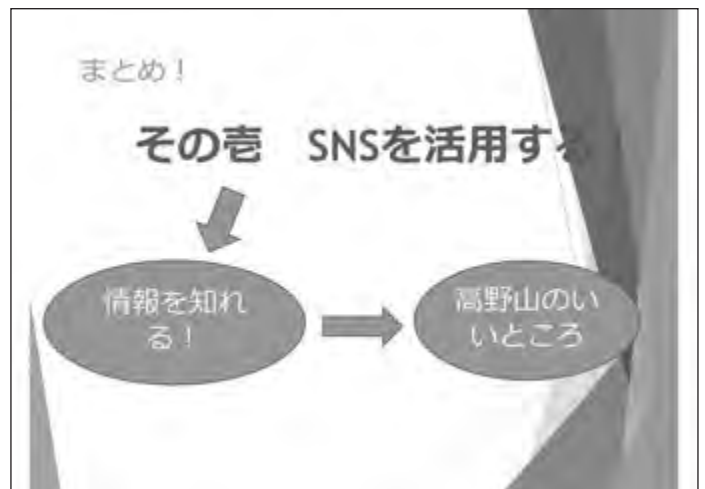 まとめ！
その壱　SNSを活用する
情報を知れ
る！
高野山のい
いところ